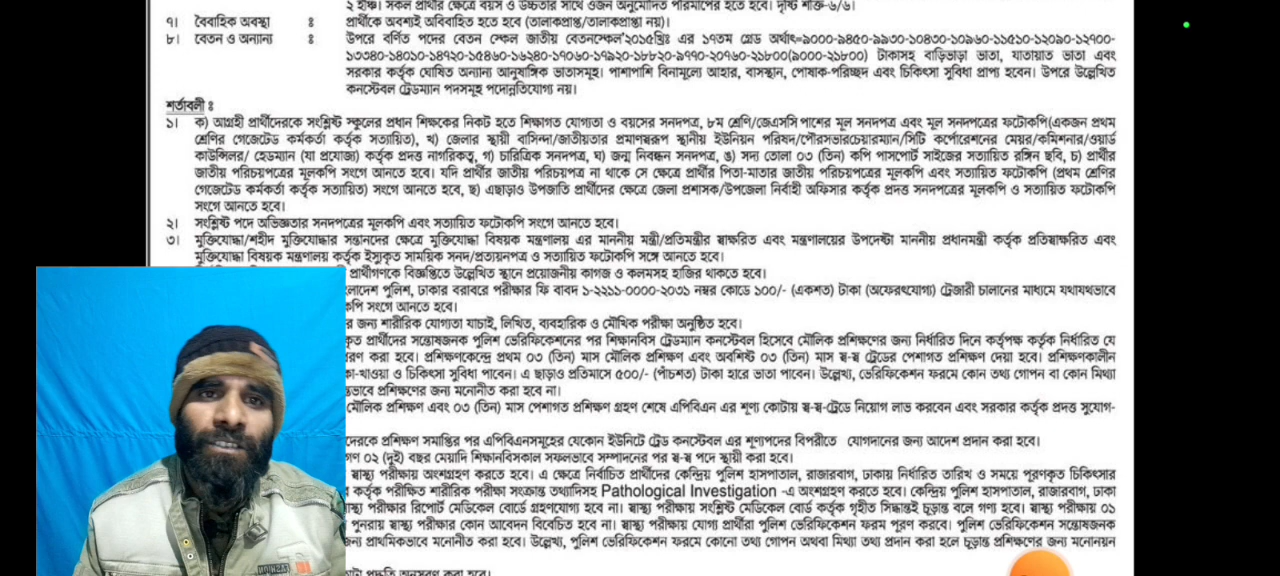 ২ ইঞ্চি। সকল প্রার্থীর ক্ষেত্রে বয়স ও উচ্চতার সাথে ওজন অনুমোদিত পরিমাপের হতে হবে। দৃষ্টি শক্তি-৬/৬।
৭। বৈবাহিক অবস্থা ঃ প্রার্থীকে অবশ্যই অবিবাহিত হতে হবে (তালাকপ্রাপ্ত/তালাকপ্রাপ্তা নয়)।
৮। বেতন ও অন্যান্য ঃ উপরে বর্ণিত পদের বেতন স্কেল জাতীয় বেতনস্কেল'২০১৫খ্রিঃ এর ১৭তম গ্রেড অর্থাৎ=৯০০০-৯৪৫০-৯৯৩০-১০৪৩০-১০৯৬০-১১৫১০-১২০৯০-১২৭০০-
১৩৩৪০-১৪০১০-১৪৭২০-১৫৪৬০-১৬২৪০-১৭০৬০-১৭৯২০-১৮৮২০-৯৭৭০-২০৭৬০-২১৮০০(৯০০০-২১৮০০) টাকাসহ বাড়িভাড়া ভাতা, যাতায়াত ভাতা এবং
সরকার কর্তৃক ঘোষিত অন্যান্য আনুষাঙ্গিক ভাতাসমূহ। পাশাপাশি বিনামূল্যে আহার, বাসস্থান, পোষাক-পরিচ্ছদ এবং চিকিৎসা সুবিধা প্রাপ্য হবেন। উপরে উল্লেখিত
কনস্টেবল ট্রেডম্যান পদসমূহ পদোন্নতিযোগ্য নয়।
শর্তাবলী ঃ
১। ক) আগ্রহী প্রার্থীদেরকে সংশ্লিষ্ট স্কুলের প্রধান শিক্ষকের নিকট হতে শিক্ষাগত যোগ্যতা ও বয়সের সনদপত্র, ৮ম শ্রেণি/জেএসসি পাশের মূল সনদপত্র এবং মূল সনদপত্রের ফটোকপি(একজন প্রথম
শ্রেণির গেজেটেড কর্মকর্তা কর্তৃক সত্যায়িত), খ) জেলার স্থায়ী বাসিন্দা/জাতীয়তার প্রমাণস্বরূপ স্থানীয় ইউনিয়ন পরিষদ/পৌরসভারচেয়ারম্যান/সিটি কর্পোরেশনের মেয়র/কমিশনার/ওয়ার্ড
কাউন্সিলর/ হেডম্যান (যা প্রযোজ্য) কর্তৃক প্রদত্ত নাগরিকত্ব, গ) চারিত্রিক সনদপত্র, ঘ) জন্ম নিবন্ধন সনদপত্র, ঙ) সদ্য তোলা ০৩ (তিন) কপি পাসপোর্ট সাইজের সত্যায়িত রঙ্গিন ছবি, চ) প্রার্থীর
জাতীয় পরিচয়পত্রের মূলকপি সংগে আনতে হবে। যদি প্রার্থীর জাতীয় পরিচয়পত্র না থাকে সে ক্ষেত্রে প্রার্থীর পিতা-মাতার জাতীয় পরিচয়পত্রের মূলকপি এবং সত্যায়িত ফটোকপি (প্রথম শ্রেণির
গেজেটেড কর্মকর্তা কর্তৃক সত্যায়িত) সংগে আনতে হবে, ছ) এছাড়াও উপজাতি প্রার্থীদের ক্ষেত্রে জেলা প্রশাসক/উপজেলা নির্বাহী অফিসার কর্তৃক প্রদত্ত সনদপত্রের মূলকপি ও সত্যায়িত ফটোকপি
সংগে আনতে হবে।
২। সংশ্লিষ্ট পদে অভিজ্ঞতার সনদপত্রের মূলকপি এবং সত্যায়িত ফটোকপি সংগে আনতে হবে।
৩। মুক্তিযোদ্ধা/শহীদ মুক্তিযোদ্ধার সন্তানদের ক্ষেত্রে মুক্তিযোদ্ধা বিষয়ক মন্ত্রণালয় এর মাননীয় মন্ত্রী/প্রতিমন্ত্রীর স্বাক্ষরিত এবং মন্ত্রণালয়ের উপদেষ্টা মাননীয় প্রধানমন্ত্রী কর্তৃক প্রতিস্বাক্ষরিত এবং
মুক্তিযোদ্ধা বিষয়ক মন্ত্রণালয় কর্তৃক ইস্যুকৃত সাময়িক সনদ/প্রত্যয়নপত্র ও সত্যায়িত ফটোকপি সঙ্গে আনতে হবে।
প্রার্থীগণকে বিজ্ঞপ্তিতে উল্লেখিত স্থানে প্রয়োজনীয় কাগজ ও কলমসহ হাজির থাকতে হবে।
লাদেশ পুলিশ, ঢাকার বরাবরে পরীক্ষার ফি বাবদ ১-২২১১-০০০০-২০৩১ নম্বর কোডে ১০০/- (একশত) টাকা (অফেরৎযোগ্য) ট্রেজারী চালানের মাধ্যমে যথাযথভাবে
কপি সংগে আনতে হবে।
র জন্য শারীরিক যোগ্যতা যাচাই, লিখিত, ব্যবহারিক ও মৌখিক পরীক্ষা অনুষ্ঠিত হবে।
কৃত প্রার্থীদের সন্তোষজনক পুলিশ ভেরিফিকেশনের পর শিক্ষানবিস ট্রেডম্যান কনস্টেবল হিসেবে মৌলিক প্রশিক্ষণের জন্য নির্ধারিত দিনে কর্তৃপক্ষ কর্তৃক নির্ধারিত যে
রণ করা হবে। প্রশিক্ষণকেন্দ্রে প্রথম ০৩ (তিন) মাস মৌলিক প্রশিক্ষণ এবং অবশিষ্ট ০৩ (তিন) মাস স্ব-স্ব ট্রেডের পেশাগত প্রশিক্ষণ দেয়া হবে। প্রশিক্ষণকালীন
কা-খাওয়া ও চিকিৎসা সুবিধা পাবেন। এ ছাড়াও প্রতিমাসে ৫০০/- (পাঁচশত) টাকা হারে ভাতা পাবেন। উল্লেখ্য, ভেরিফিকেশন ফরমে কোন তথ্য গোপন বা কোন মিথ্যা
ভাবে প্রশিক্ষণের জন্য মনোনীত করা হবে না।
মৌলিক প্রশিক্ষণ এবং ০৩ (তিন) মাস পেশাগত প্রশিক্ষণ গ্রহণ শেষে এপিবিএন এর শূণ্য কোটায় স্ব-স্ব-ট্রেডে নিয়োগ লাভ করবেন এবং সরকার কর্তৃক প্রদত্ত সুযোগ-
দেরকে প্রশিক্ষণ সমাপ্তির পর এপিবিএনসমূহের যেকোন ইউনিটে ট্রেড কনস্টেবল এর শূণ্যপদের বিপরীতে যোগদানের জন্য আদেশ প্রদান করা হবে।
গণ ০২ (দুই) বছর মেয়াদি শিক্ষানবিসকাল সফলভাবে সম্পাদনের পর স্ব-স্ব পদে স্থায়ী করা হবে।
স্বাস্থ্য পরীক্ষায় অংশগ্রহণ করতে হবে। এ ক্ষেত্রে নির্বাচিত প্রার্থীদের কেন্দ্রিয় পুলিশ হাসপাতাল, রাজারবাগ, ঢাকায় নির্ধারিত তারিখ ও সময়ে পূরণকৃত চিকিৎসার
কর্তৃক পরীক্ষিত শারীরিক পরীক্ষা সংক্রান্ত তথ্যাদিসহ Pathological Investigation -এ অংশগ্রহণ করতে হবে। কেন্দ্রিয় পুলিশ হাসপাতাল, রাজারবাগ, ঢাকা
স্থ্য পরীক্ষার রিপোর্ট মেডিকেল বোর্ডে গ্রহণযোগ্য হবে না। স্বাস্থ্য পরীক্ষায় সংশ্লিষ্ট মেডিকেল বোর্ড কর্তৃক গৃহীত সিদ্ধান্তই চূড়ান্ত বলে গণ্য হবে। স্বাস্থ্য পরীক্ষায় ০১
পুনরায় স্বাস্থ্য পরীক্ষার কোন আবেদন বিবেচিত হবে না। স্বাস্থ্য পরীক্ষায় যোগ্য প্রার্থীরা পুলিশ ভেরিফিকেশন ফরম পূরণ করবে। পুলিশ ভেরিফিকেশন সন্তোষজনক
জন্য প্রাথমিকভাবে মনোনীত করা হবে। উল্লেখ্য, পুলিশ ভেরিফিকেশন ফরমে কোনো তথ্য গোপন অথবা মিথ্যা তথ্য প্রদান করা হলে চূড়ান্ত প্রশিক্ষণের জন্য মনোনয়ন
টা পদ্ধতি অনুসরণ করা হবে।
FASHION